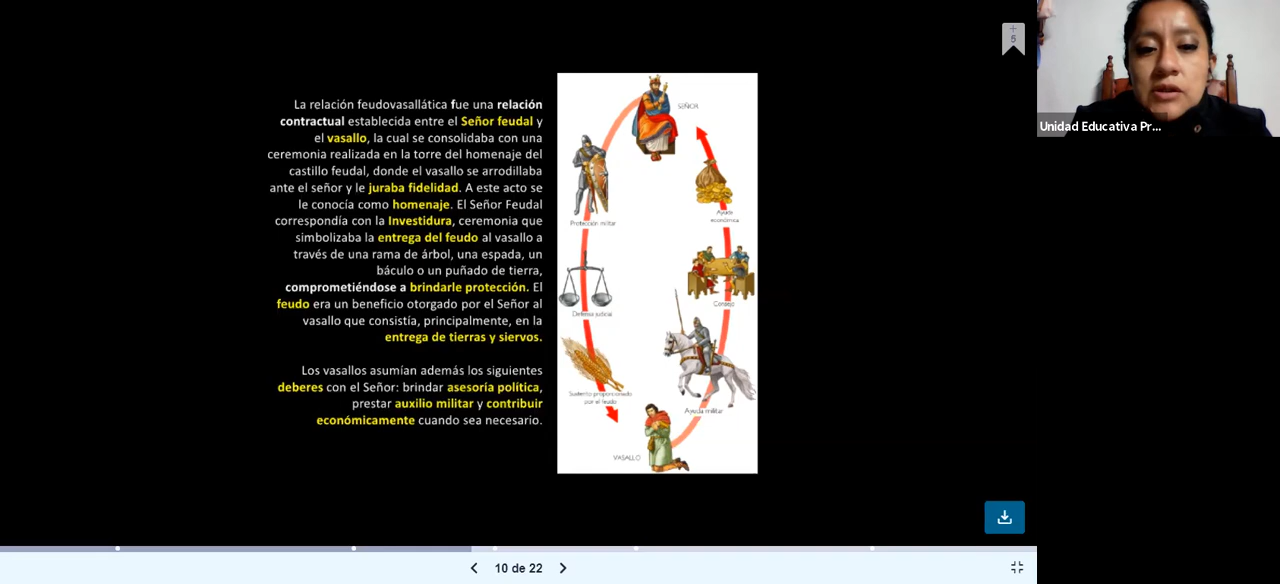 +
5
La relación feudovasallática fue una relación
contractual establecida entre el Señor feudal y
el vasallo, la cual se consolidaba con una
ceremonia realizada en la torre del homenaje del
castillo feudal, donde el vasallo se arrodillaba
ante el señor y le juraba fidelidad. A este acto se
le conocía como homenaje. El Señor Feudal
correspondía con la Investidura, ceremonia que
simbolizaba la entrega del feudo al vasallo a
través de una rama de árbol, una espada, un
báculo o un puñado de tierra,
comprometiéndose a brindarle protección. El
feudo era un beneficio otorgado por el Señor al
vasallo que consistía, principalmente, en la
entrega de tierras y siervos.
Los vasallos asumían además los siguientes
deberes con el Señor: brindar asesoría política,
prestar auxilio militar y contribuir
económicamente cuando sea necesario.
SEÑOR
Protección militar
Ayuda
económica
Defensa judicial
Consejo
Sustento proporcionado
por el feudo
Ayuda militar
VASALLO
Unidad Educativa Pr...
10 de 22